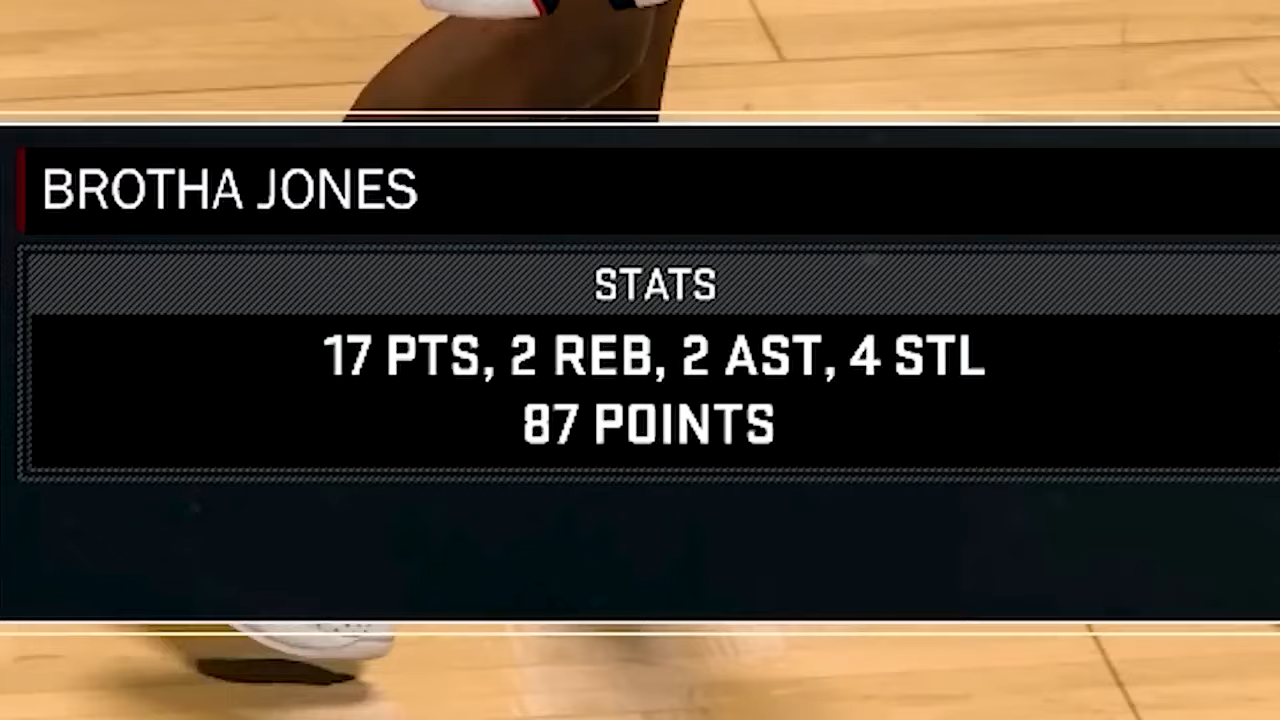 BROTHA JONES
STATS
17 PTS, 2 REB, 2 AST, 4 STL
87 POINTS